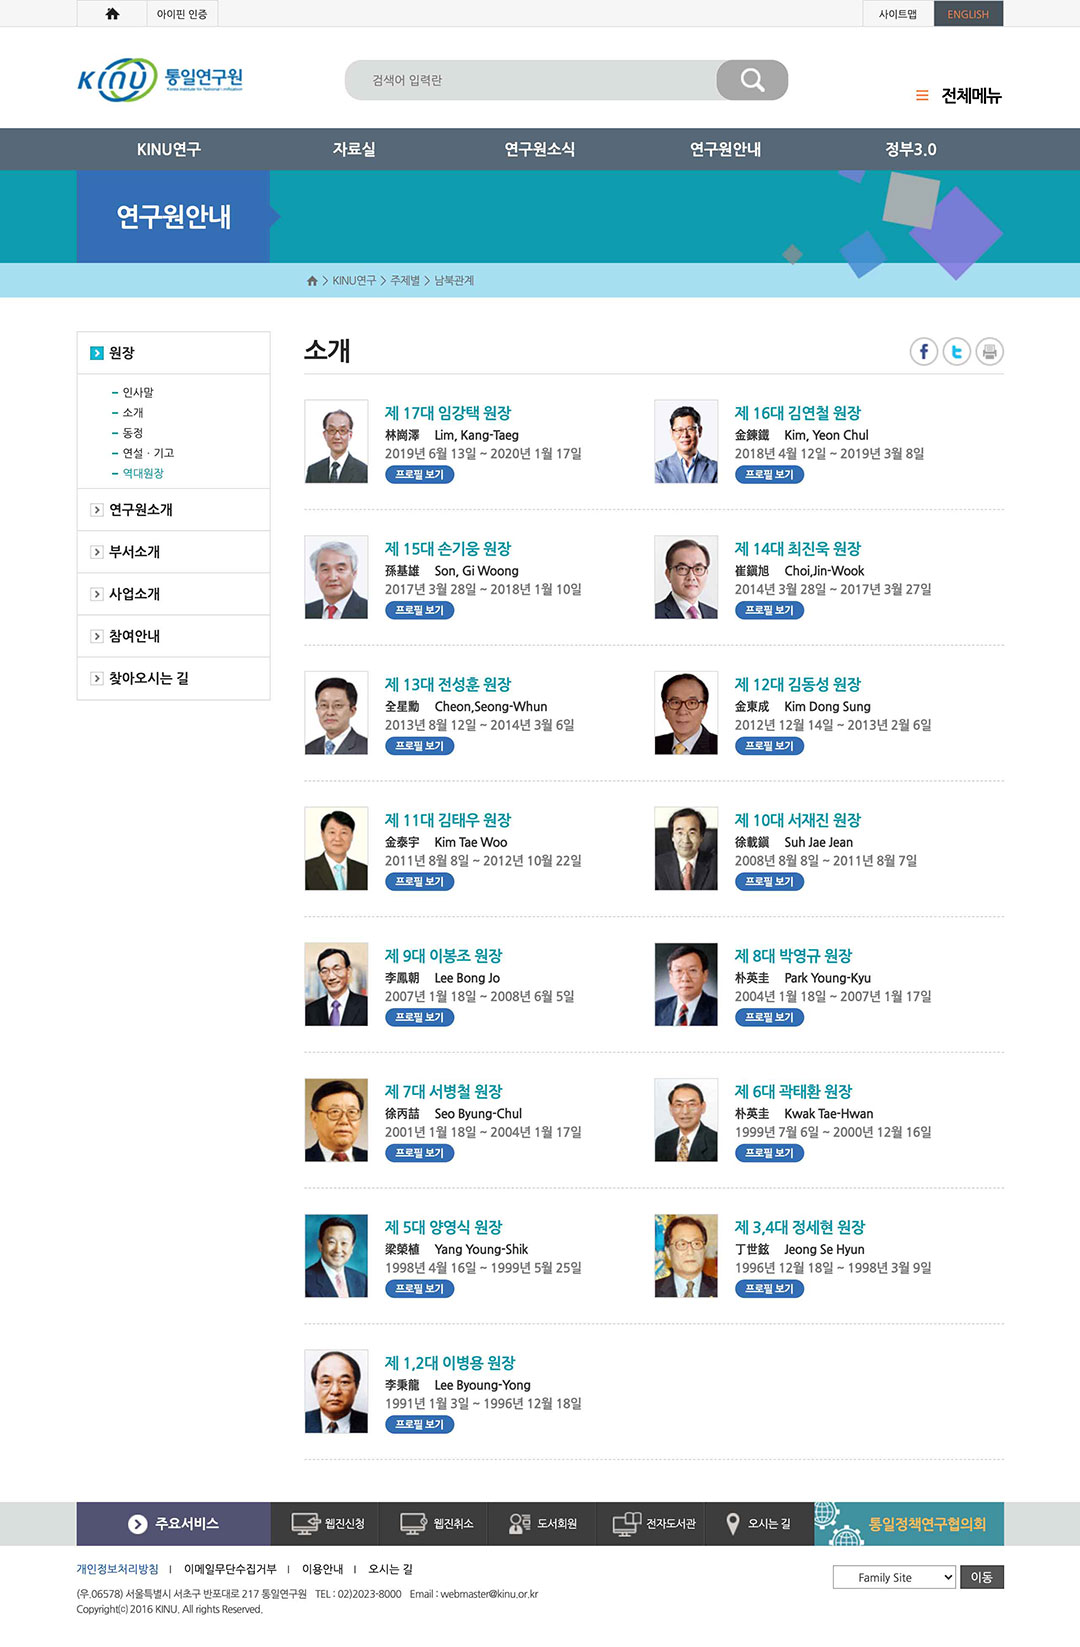 아이핀 인증
사이트맵
ENGLISH
KINU 통일연구원
Korea Institute for National Unification
검색어 입력란
전체메뉴
KINU연구
자료실
연구원소식
연구원안내
정부3.0
연구원안내
> KINU연구 > 주제별 > 남북관계
원장
인사말
소개
동정
연설 · 기고
역대원장
연구원소개
부서소개
사업소개
참여안내
찾아오시는 길
소개
제 17대 임강택 원장
林崗澤 Lim, Kang-Taeg
2019년 6월 13일 ~ 2020년 1월 17일
프로필 보기
제 16대 김연철 원장
金鍊鐵 Kim, Yeon Chul
2018년 4월 12일 ~ 2019년 3월 8일
프로필 보기
제 15대 손기웅 원장
孫基雄 Son, Gi Woong
2017년 3월 28일 ~ 2018년 1월 10일
프로필 보기
제 14대 최진욱 원장
崔鎭旭 Choi,Jin-Wook
2014년 3월 28일 ~ 2017년 3월 27일
프로필 보기
제 13대 전성훈 원장
全星勳 Cheon,Seong-Whun
2013년 8월 12일 ~ 2014년 3월 6일
프로필 보기
제 12대 김동성 원장
金東成 Kim Dong Sung
2012년 12월 14일 ~ 2013년 2월 6일
프로필 보기
제 11대 김태우 원장
金泰宇 Kim Tae Woo
2011년 8월 8일 ~ 2012년 10월 22일
프로필 보기
제 10대 서재진 원장
徐載鎭 Suh Jae Jean
2008년 8월 8일 ~ 2011년 8월 7일
프로필 보기
제 9대 이봉조 원장
李鳳朝 Lee Bong Jo
2007년 1월 18일 ~ 2008년 6월 5일
프로필 보기
제 8대 박영규 원장
朴英圭 Park Young-Kyu
2004년 1월 18일 ~ 2007년 1월 17일
프로필 보기
제 7대 서병철 원장
徐丙喆 Seo Byung-Chul
2001년 1월 18일 ~ 2004년 1월 17일
프로필 보기
제 6대 곽태환 원장
朴英圭 Kwak Tae-Hwan
1999년 7월 6일 ~ 2000년 12월 16일
프로필 보기
제 5대 양영식 원장
梁榮植 Yang Young-Shik
1998년 4월 16일 ~ 1999년 5월 25일
프로필 보기
제 3,4대 정세현 원장
丁世鉉 Jeong Se Hyun
1996년 12월 18일 ~ 1998년 3월 9일
프로필 보기
제 1,2대 이병용 원장
李秉龍 Lee Byoung-Yong
1991년 1월 3일 ~ 1996년 12월 18일
프로필 보기
주요서비스
웹진신청
웹진취소
도서회원
전자도서관
오시는 길
통일정책연구협의회
개인정보처리방침 | 이메일무단수집거부 | 이용안내 | 오시는 길
(우.06578) 서울특별시 서초구 반포대로 217 통일연구원 TEL : 02)2023-8000 Email : webmaster@kinu.or.kr
Copyright(c) 2016 KINU. All rights Reserved.
Family Site
이동